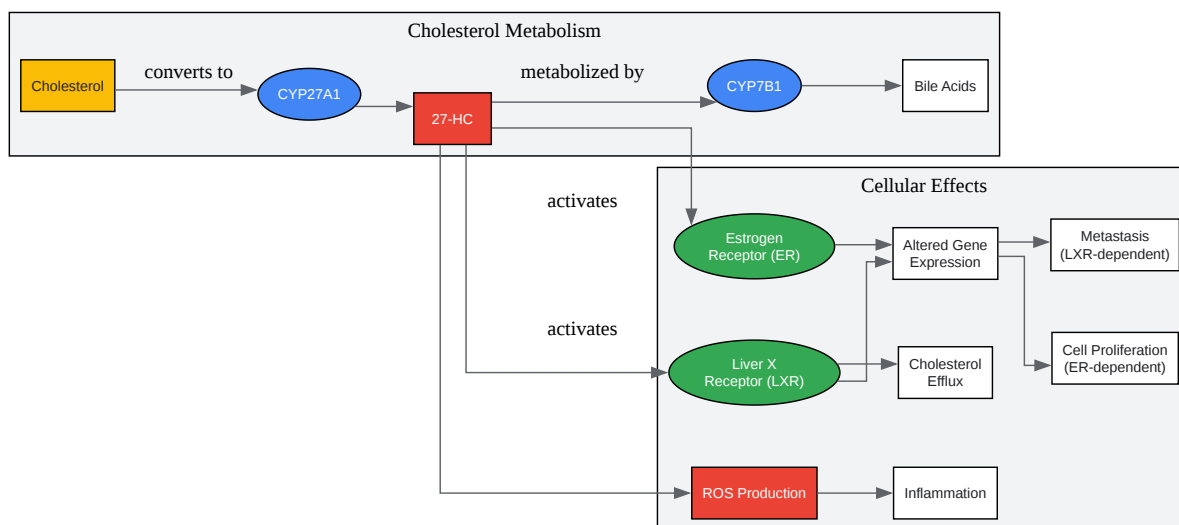 Cholesterol Metabolism
Cholesterol
converts to
CYP27A1
27-HC
metabolized by
CYP7B1
Bile Acids
Cellular Effects
activates
Estrogen
Receptor (ER)
Altered Gene
Expression
Metastasis
(LXR-dependent)
activates
Liver X
Receptor (LXR)
Cholesterol
Efflux
Cell Proliferation
(ER-dependent)
ROS Production
Inflammation